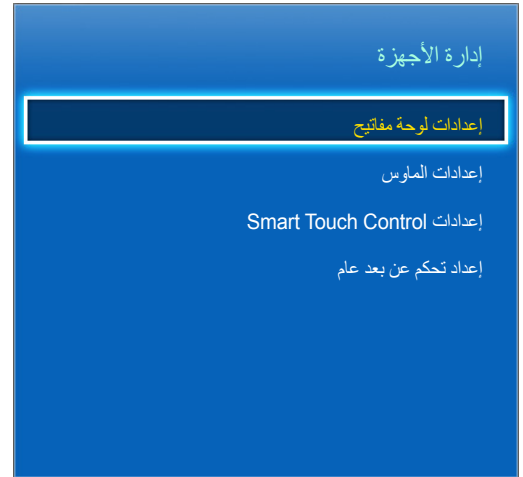 إدارة الأجهزة
إعدادات لوحة مفاتيح
إعدادات الماوس
إعدادات Smart Touch Control
إعداد تحكم عن بعد عام